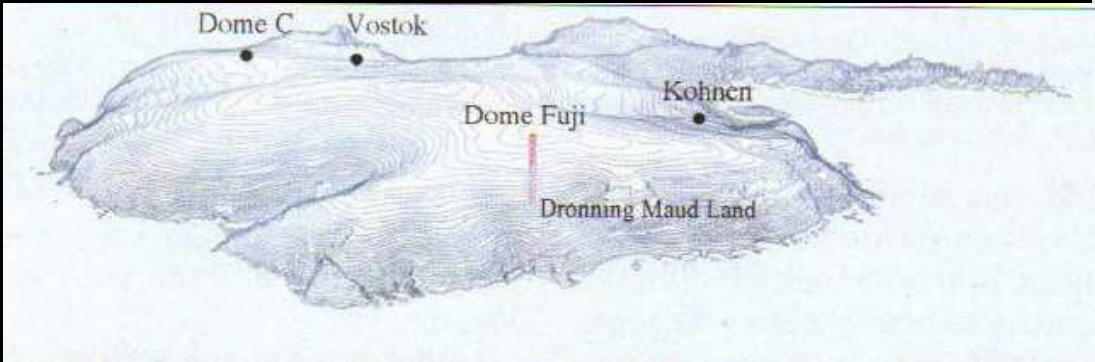 Dome C
Vostok
Kohnen
Dome Fuji
Dronning Maud Land